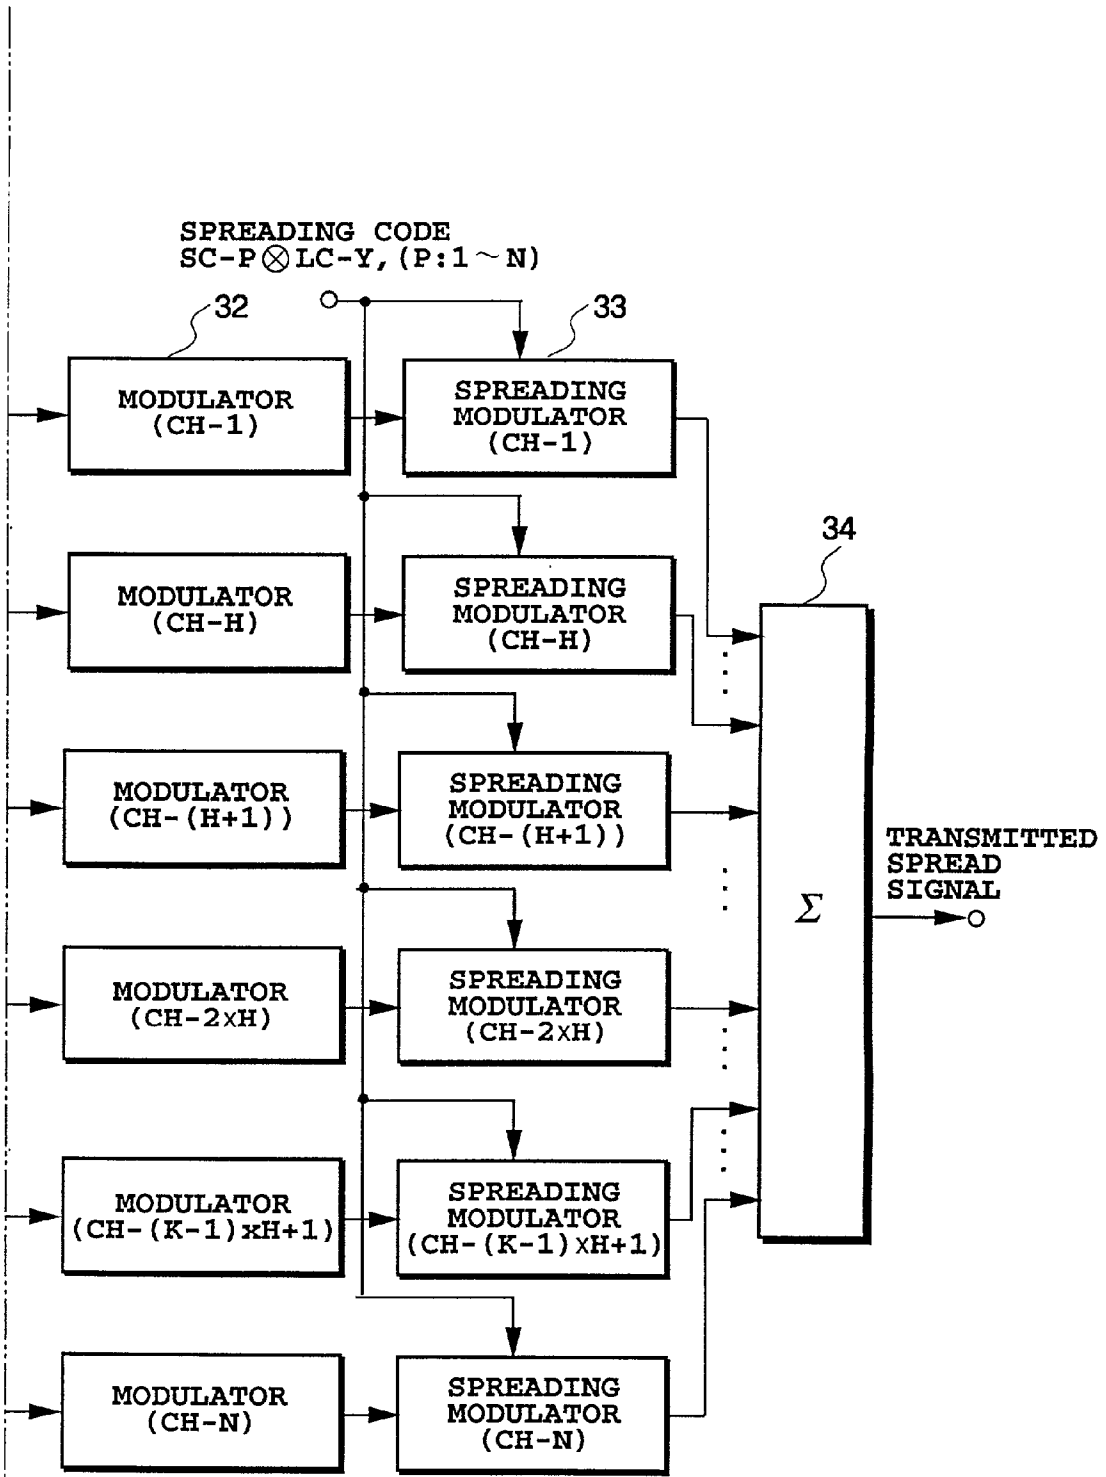 SPREADING CODE
SC-P⊗LC-Y, (P:1~N)
32
33
MODULATOR
(CH-1)
SPREADING
MODULATOR
(CH-1)
34
MODULATOR
(CH-H)
SPREADING
MODULATOR
(CH-H)
MODULATOR
(CH-(H+1))
SPREADING
MODULATOR
(CH-(H+1))
TRANSMITTED
SPREAD
SIGNAL
Σ
MODULATOR
(CH-2xH)
SPREADING
MODULATOR
(CH-2xH)
MODULATOR
(CH-(K-1)xH+1)
SPREADING
MODULATOR
(CH-(K-1)xH+1)
MODULATOR
(CH-N)
SPREADING
MODULATOR
(CH-N)